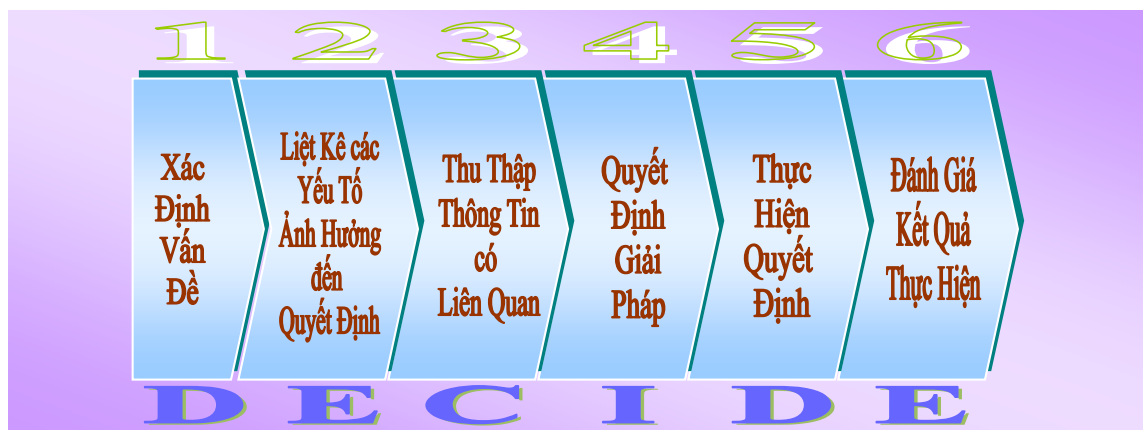 1 2 3 4 5 6
Xác
Định
Vấn
Đề
Liệt Kê các
Yếu Tố
Ảnh Hưởng
đến
Quyết Định
Thu Thập
Thông Tin
có
Liên Quan
Quyết
Định
Giải
Pháp
Thực
Hiện
Quyết
Định
Đánh Giá
Kết Quả
Thực Hiện
D E C I D E